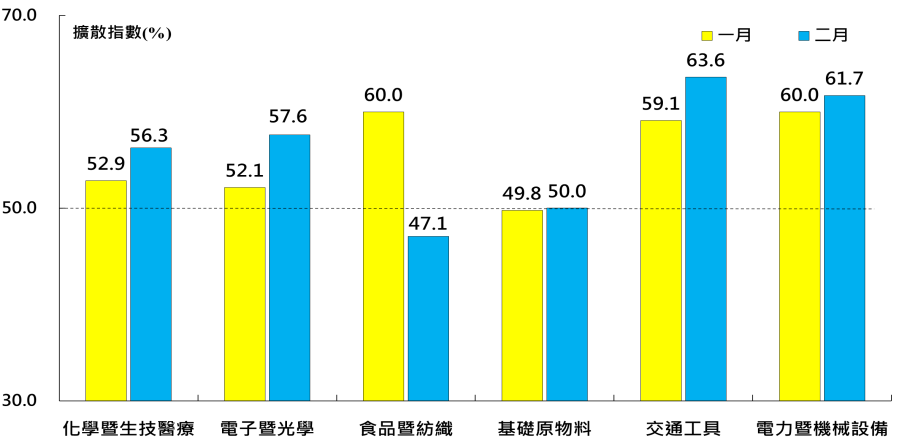 70.0
擴散指數(%)
一月
二月
63.6
61.7
60.0
59.1
60.0
57.6
56.3
52.9
52.1
49.8
50.0
47.1
50.0
30.0
化學暨生技醫療
電子暨光學
食品暨紡織
基礎原物料
交通工具
電力暨機械設備